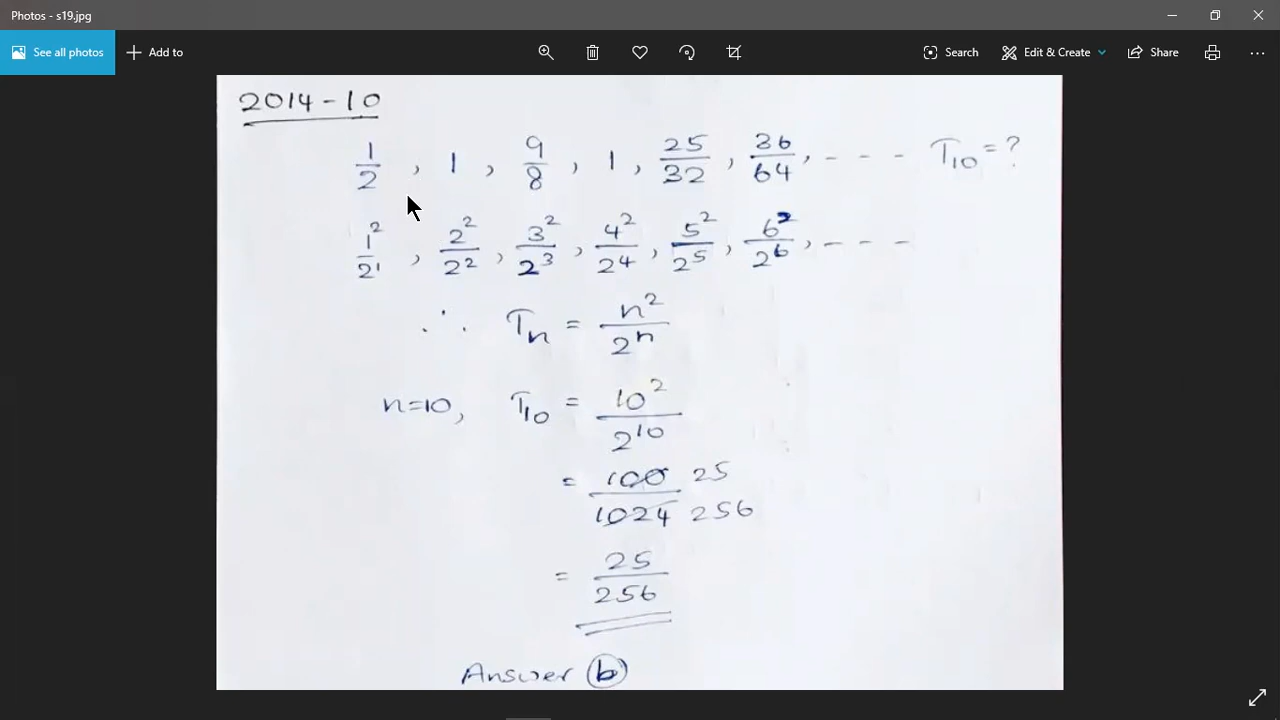 Photos - s19.jpg
See all photos + Add to Search Edit & Create Share
2014-10
1/2, 1, 9/8, 1, 25/32, 36/64, - - - T₁₀ = ?
1²/2¹, 2²/2², 3²/2³, 4²/2⁴, 5²/2⁵, 6²/2⁶, - - -
∴ Tₙ = n²/2ⁿ
n=10, T₁₀ = 10²/2¹⁰
= 100/1024 25/256
= 25/256
Answer (b)